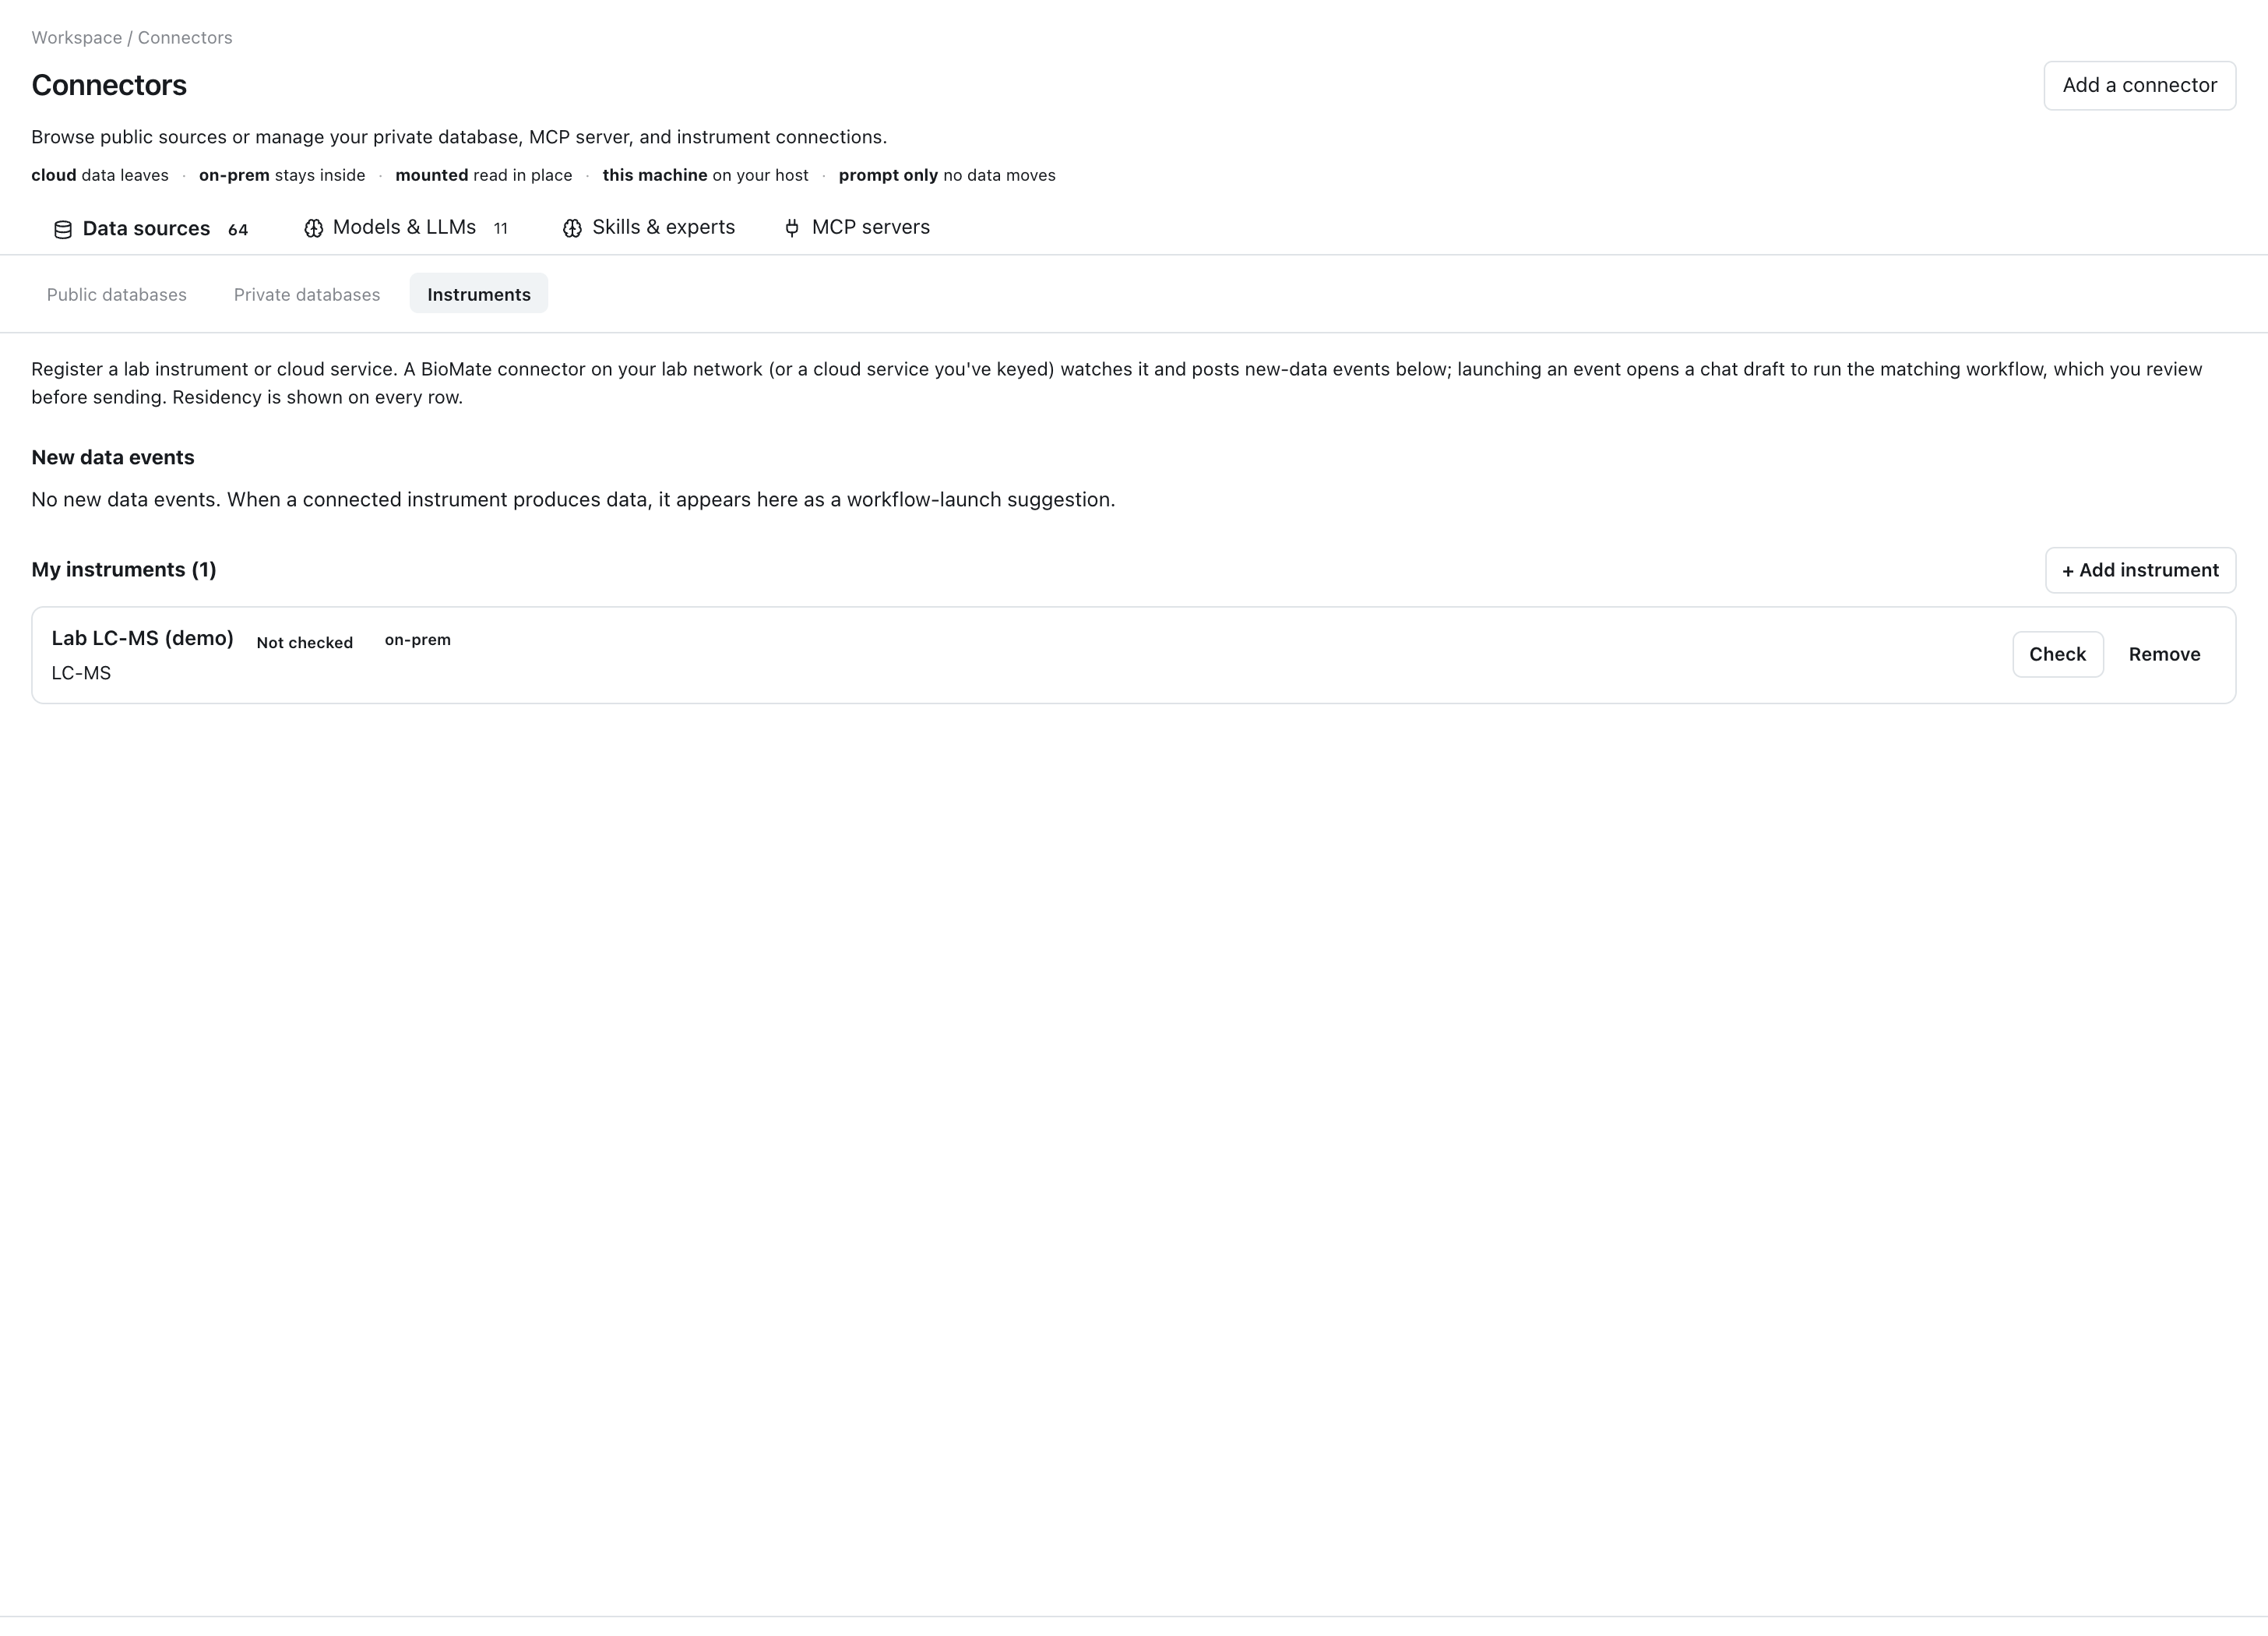 Workspace / Connectors
Connectors
Add a connector
Browse public sources or manage your private database, MCP server, and instrument connections.
cloud data leaves · on-prem stays inside · mounted read in place · this machine on your host · prompt only no data moves
Data sources 64 Models & LLMs 11 Skills & experts MCP servers
Public databases Private databases Instruments
Register a lab instrument or cloud service. A BioMate connector on your lab network (or a cloud service you've keyed) watches it and posts new-data events below; launching an event opens a chat draft to run the matching workflow, which you review
before sending. Residency is shown on every row.
New data events
No new data events. When a connected instrument produces data, it appears here as a workflow-launch suggestion.
My instruments (1)
+ Add instrument
Lab LC-MS (demo) Not checked on-prem
LC-MS
Check Remove